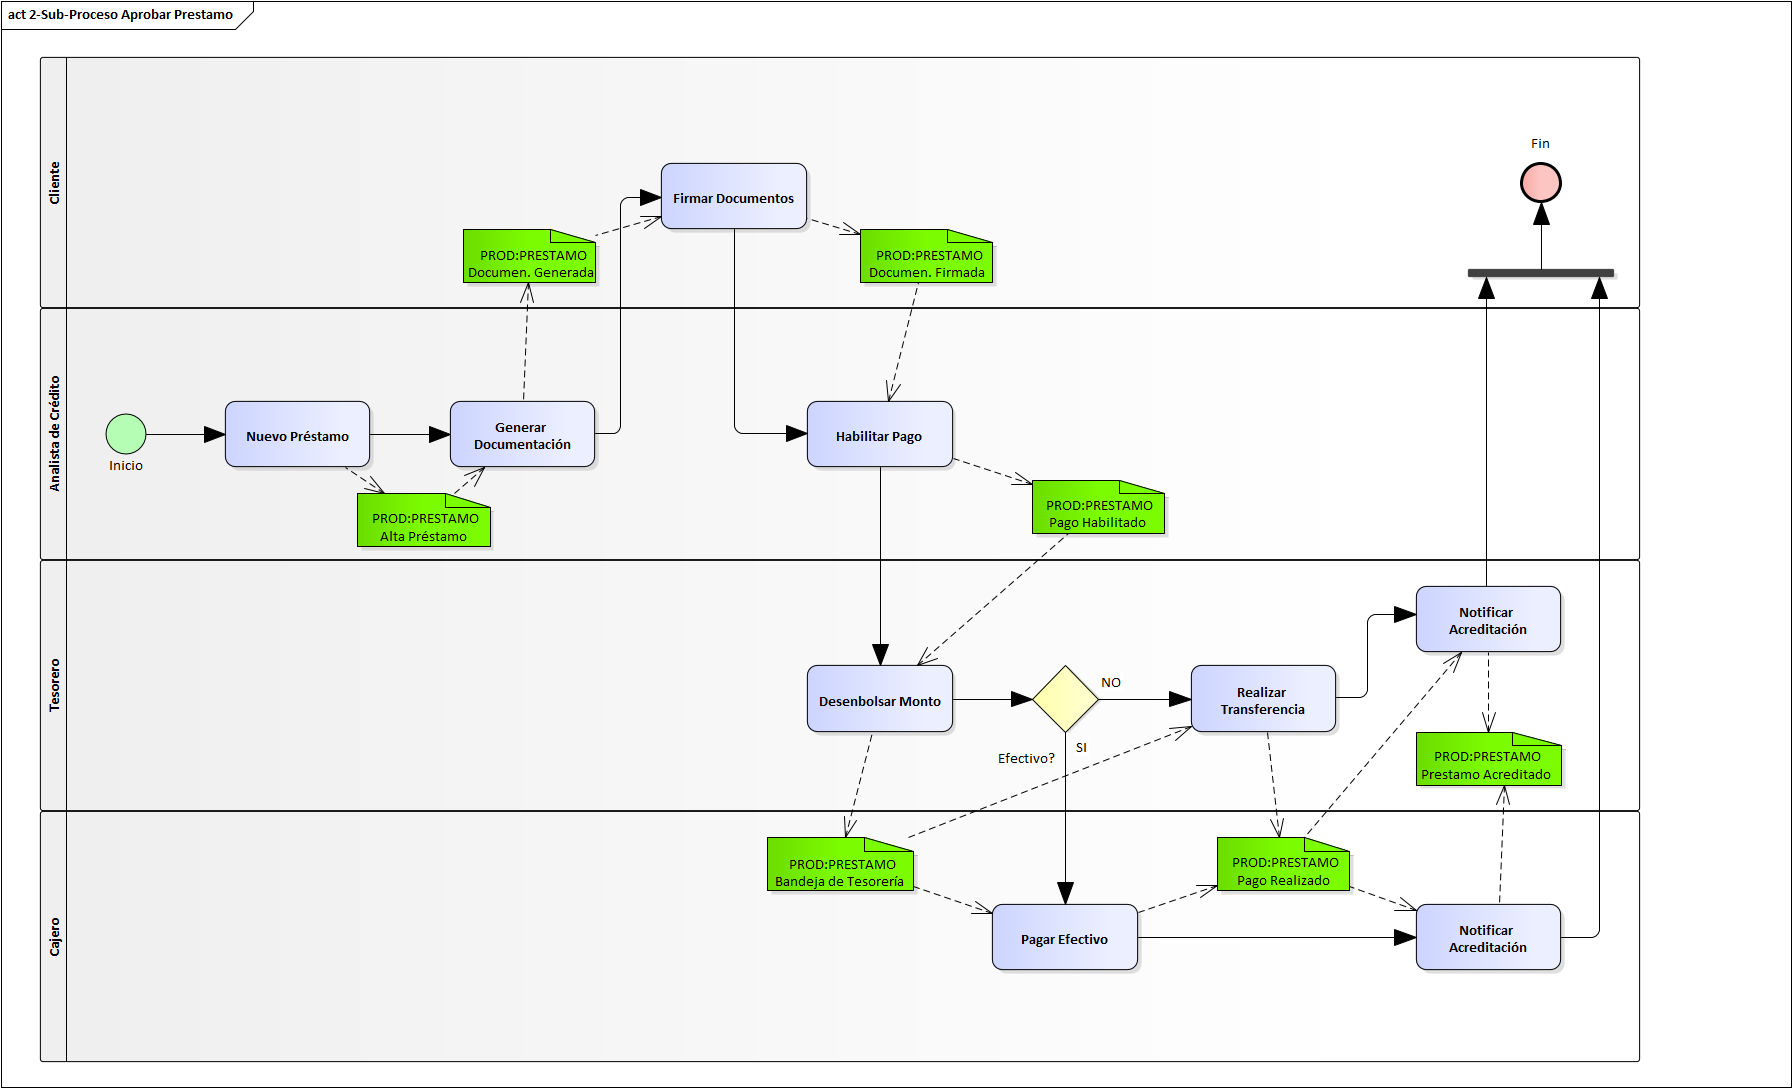 act 2-Sub-Proceso Aprobar Prestamo
Cliente
Fin
Firmar Documentos
PROD:PRESTAMO
Documen. Generada
PROD:PRESTAMO
Documen. Firmada
Analista de Crédito
Inicio
Nuevo Préstamo
Generar
Documentación
Habilitar Pago
PROD:PRESTAMO
Alta Préstamo
PROD:PRESTAMO
Pago Habilitado
Tesorero
Desenbolsar Monto
NO
SI
Efectivo?
Realizar
Transferencia
Notificar
Acreditación
PROD:PRESTAMO
Prestamo Acreditado
Cajero
PROD:PRESTAMO
Bandeja de Tesorería
Pagar Efectivo
PROD:PRESTAMO
Pago Realizado
Notificar
Acreditación